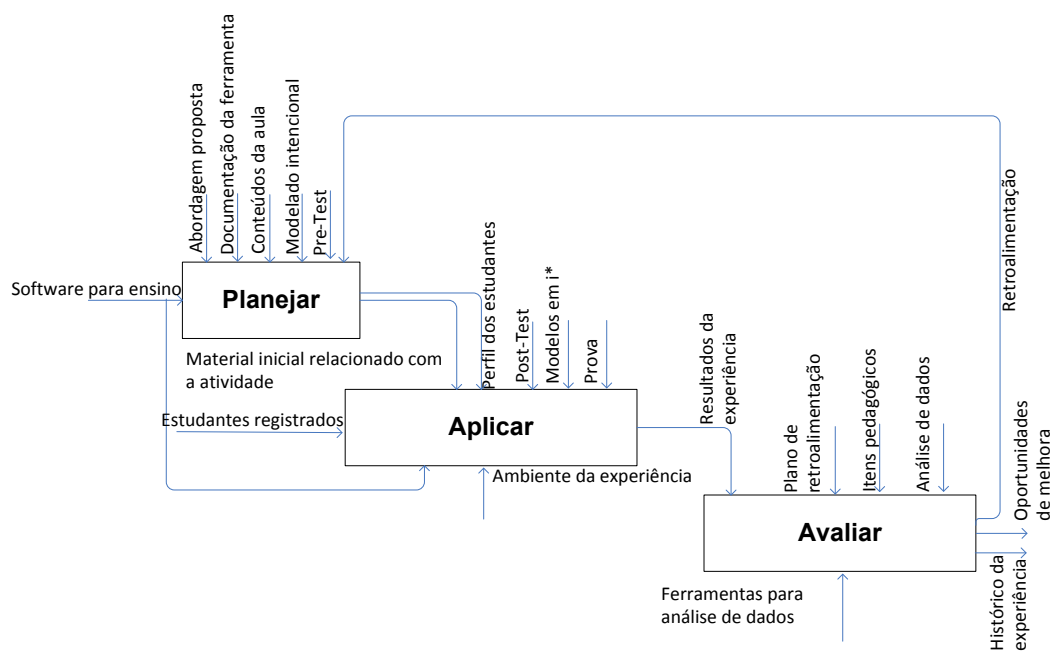 Abordagem proposta
Documentação da ferramenta
Conteúdos da aula
Modelado intencional
Pre-Test
Retroalimentação
Software para ensino
Planejar
Material inicial relacionado com
a atividade
Perfil dos estudantes
Post-Test
Modelos em i*
Prova
Estudantes registrados
Aplicar
Ambiente da experiência
Resultados da
experiência
Plano de
retroalimentação
Itens pedagógicos
Análise de dados
Oportunidades
de melhora
Avaliar
Ferramentas para
análise de dados
Histórico da
experiência